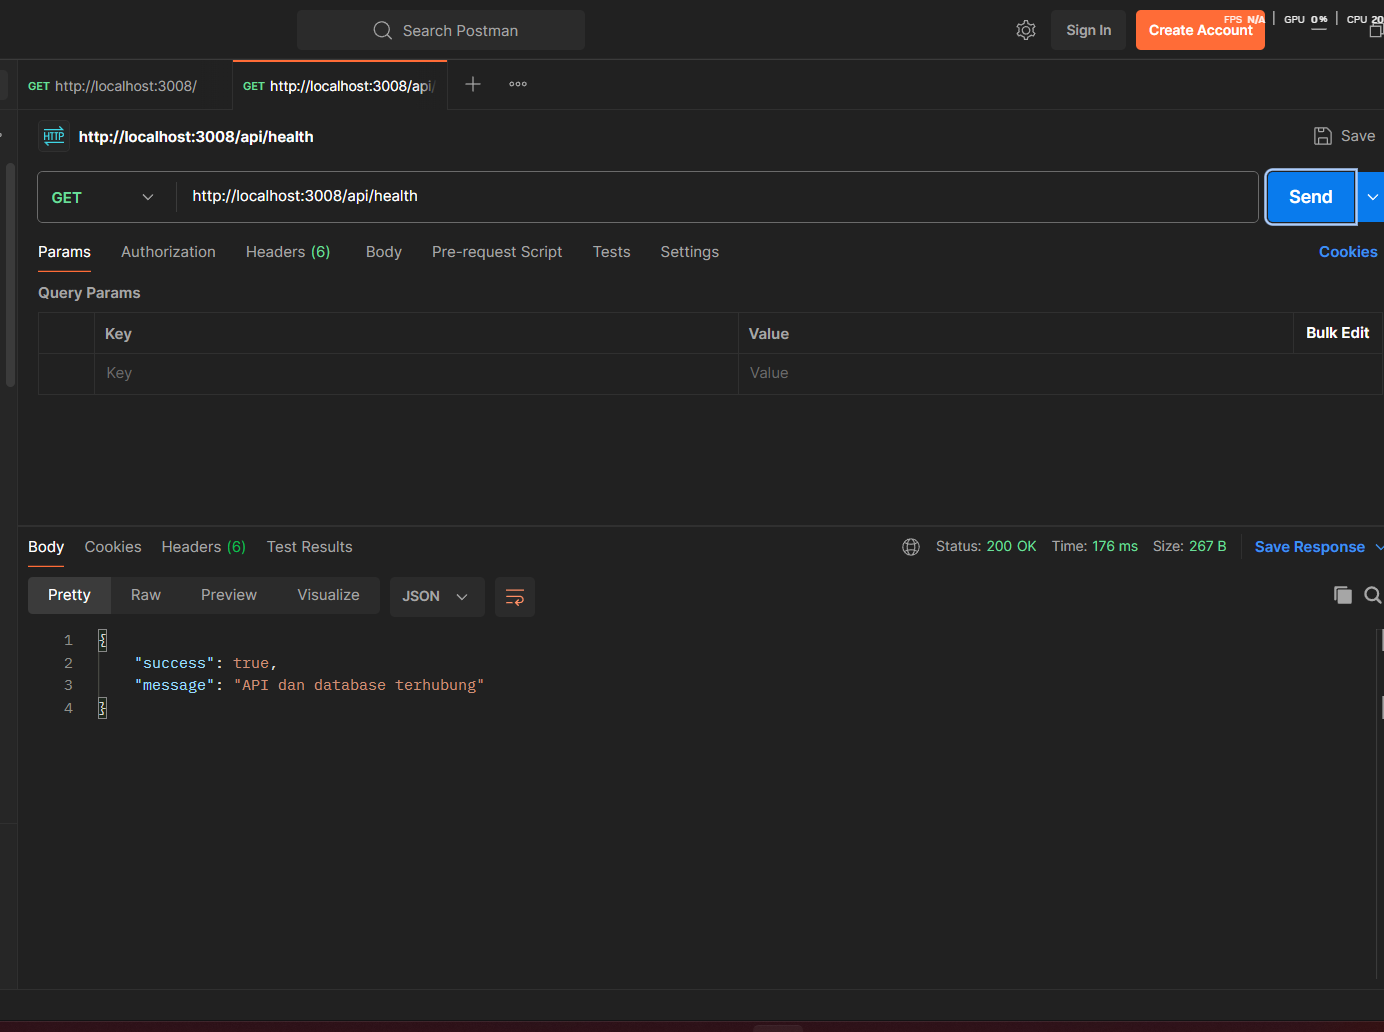 Search Postman
Sign In
Create Account
FPS N/A
GPU 0%
CPU 20
GET http://localhost:3008/
GET http://localhost:3008/api/
HTTP http://localhost:3008/api/health
Save
GET http://localhost:3008/api/health
Send
Params Authorization Headers (6) Body Pre-request Script Tests Settings Cookies
Query Params
Key Value Bulk Edit
Key Value
Body Cookies Headers (6) Test Results Status: 200 OK Time: 176 ms Size: 267 B Save Response
Pretty Raw Preview Visualize JSON
1 {
2 "success": true,
3 "message": "API dan database terhubung"
4 }